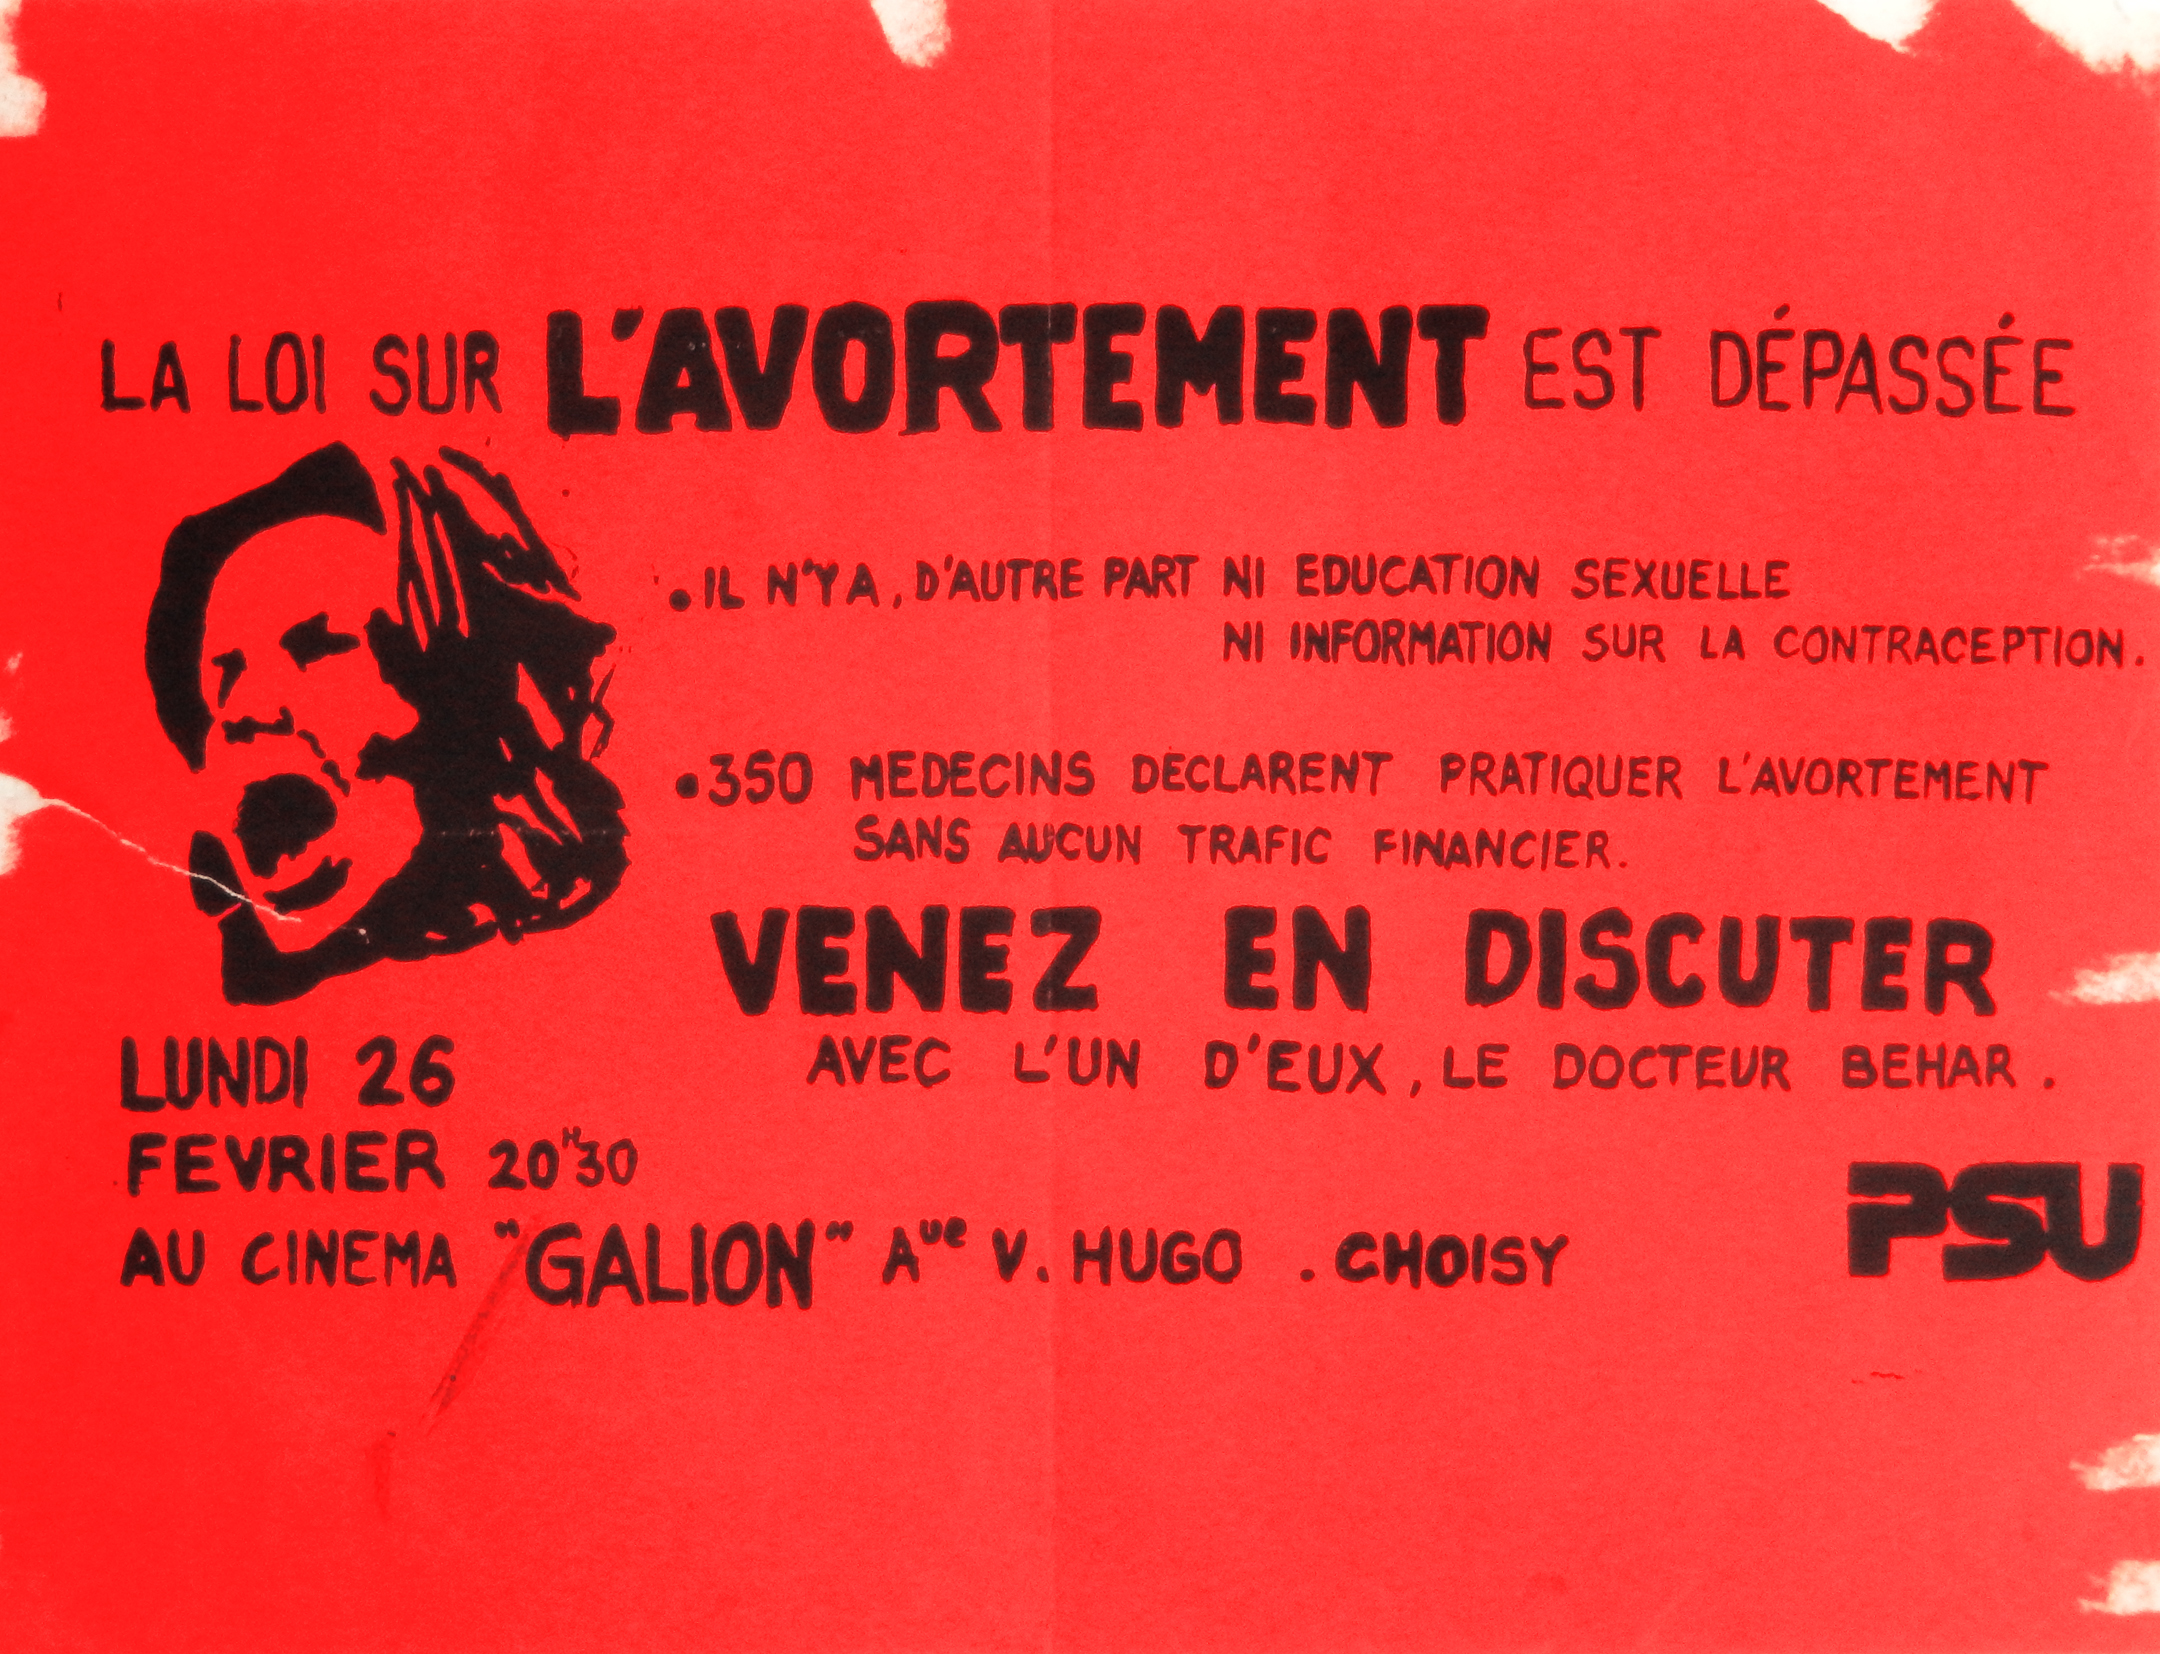 LA LOI SUR L'AVORTEMENT EST DÉPASSÉE
• IL N'Y A, D'AUTRE PART NI EDUCATION SEXUELLE
NI INFORMATION SUR LA CONTRACEPTION.
• 350 MEDECINS DECLARENT PRATIQUER L'AVORTEMENT
SANS AUCUN TRAFIC FINANCIER.
VENEZ EN DISCUTER
AVEC L'UN D'EUX, LE DOCTEUR BEHAR.
LUNDI 26
FEVRIER 20H30
AU CINEMA "GALION" Aue V. HUGO . CHOISY
PSU